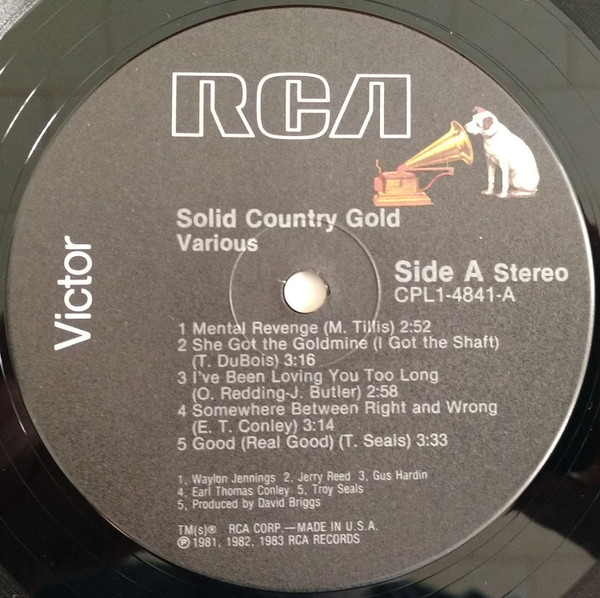 RCA
Victor
Solid Country Gold
Various
Side A Stereo
CPL1-4841-A
1 Mental Revenge (M. Tillis) 2:52
2 She Got the Goldmine (I Got the Shaft)
(T. DuBois) 3:16
3 I've Been Loving You Too Long
(O. Redding-J. Butler) 2:58
4 Somewhere Between Right and Wrong
(E. T. Conley) 3:14
5 Good (Real Good) (T. Seals) 3:33
1, Waylon Jennings 2, Jerry Reed 3, Gus Hardin
4, Earl Thomas Conley 5, Troy Seals
5, Produced by David Briggs
TM(s)® RCA CORP.—MADE IN U.S.A.
℗ 1981, 1982, 1983 RCA RECORDS